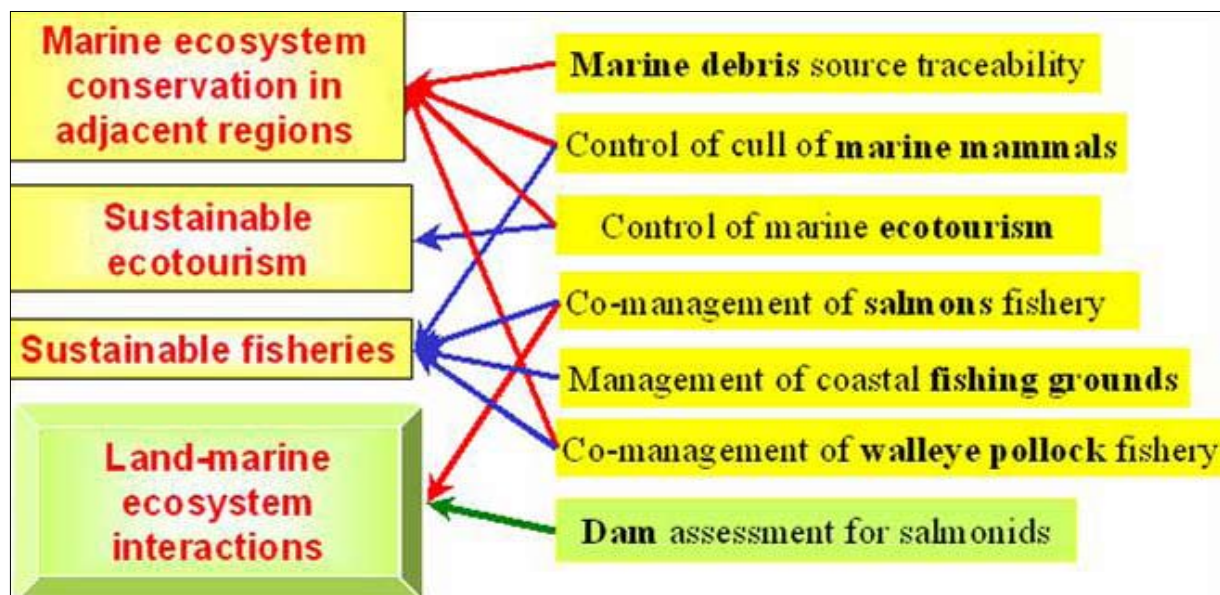 Marine ecosystem
conservation in
adjacent regions
Sustainable
ecotourism
Sustainable fisheries
Land-marine
ecosystem
interactions
Marine debris source traceability
Control of cull of marine mammals
Control of marine ecotourism
Co-management of salmons fishery
Management of coastal fishing grounds
Co-management of walleye pollock fishery
Dam assessment for salmonids